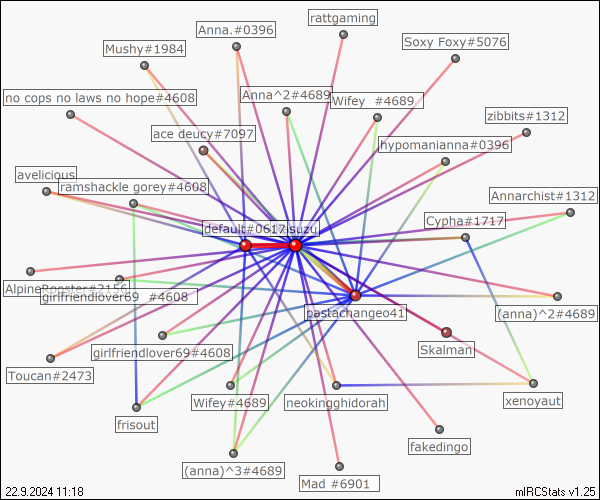 rattgaming
Anna.#0396
Soxy Foxy#5076
Mushy#1984
no cops no laws no hope#4608
Anna^2#4689
Wifey #4689
zibbits#1312
ace deucy#7097
hypomanianna#0396
avelicious
ramshackle gorey#4608
Annarchist#1312
Cypha#1717
default#0617
suzu
AlpineRooster#2156
girlfriendlover69 #4608
pastachangeo41
(anna)^2#4689
girlfriendlover69#4608
Skalman
Toucan#2473
Wifey#4689
neokingghidorah
xenoyaut
frisout
fakedingo
(anna)^3#4689
Mad #6901
22.9.2024 11:18
mIRCStats v1.25